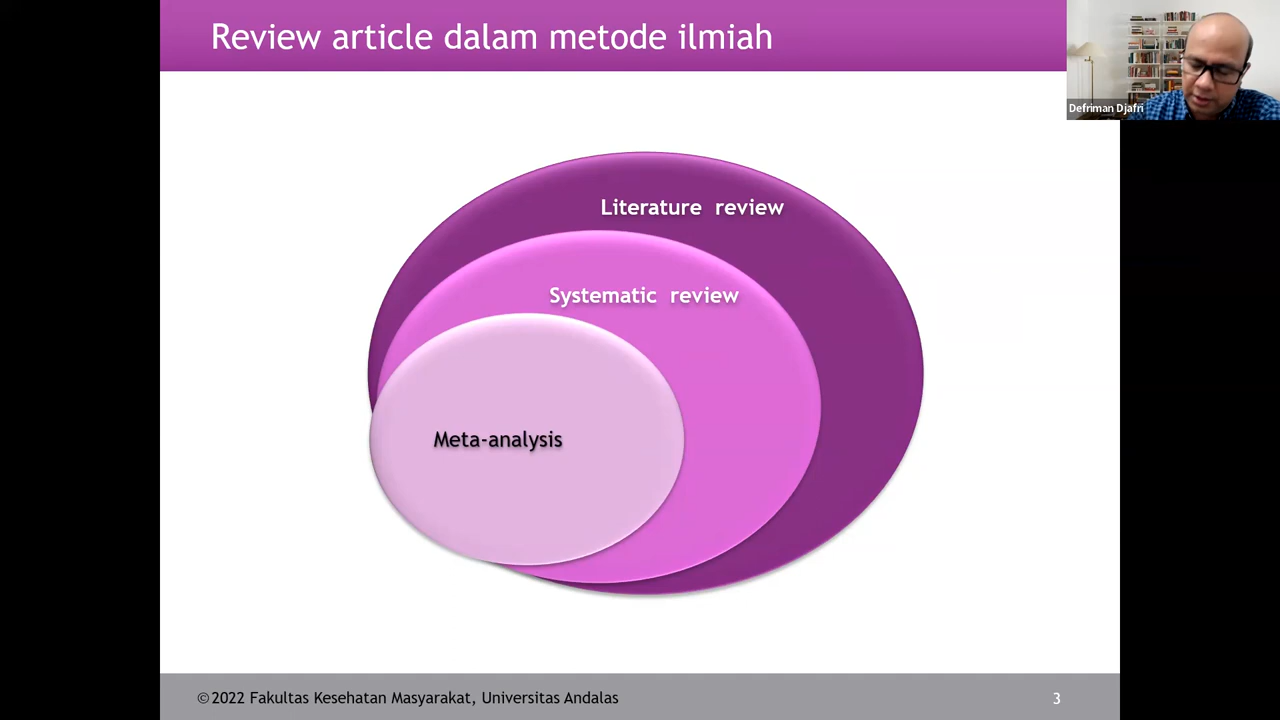 Review article dalam metode ilmiah
Defriman Djafri
Literature review
Systematic review
Meta-analysis
©2022 Fakultas Kesehatan Masyarakat, Universitas Andalas
3